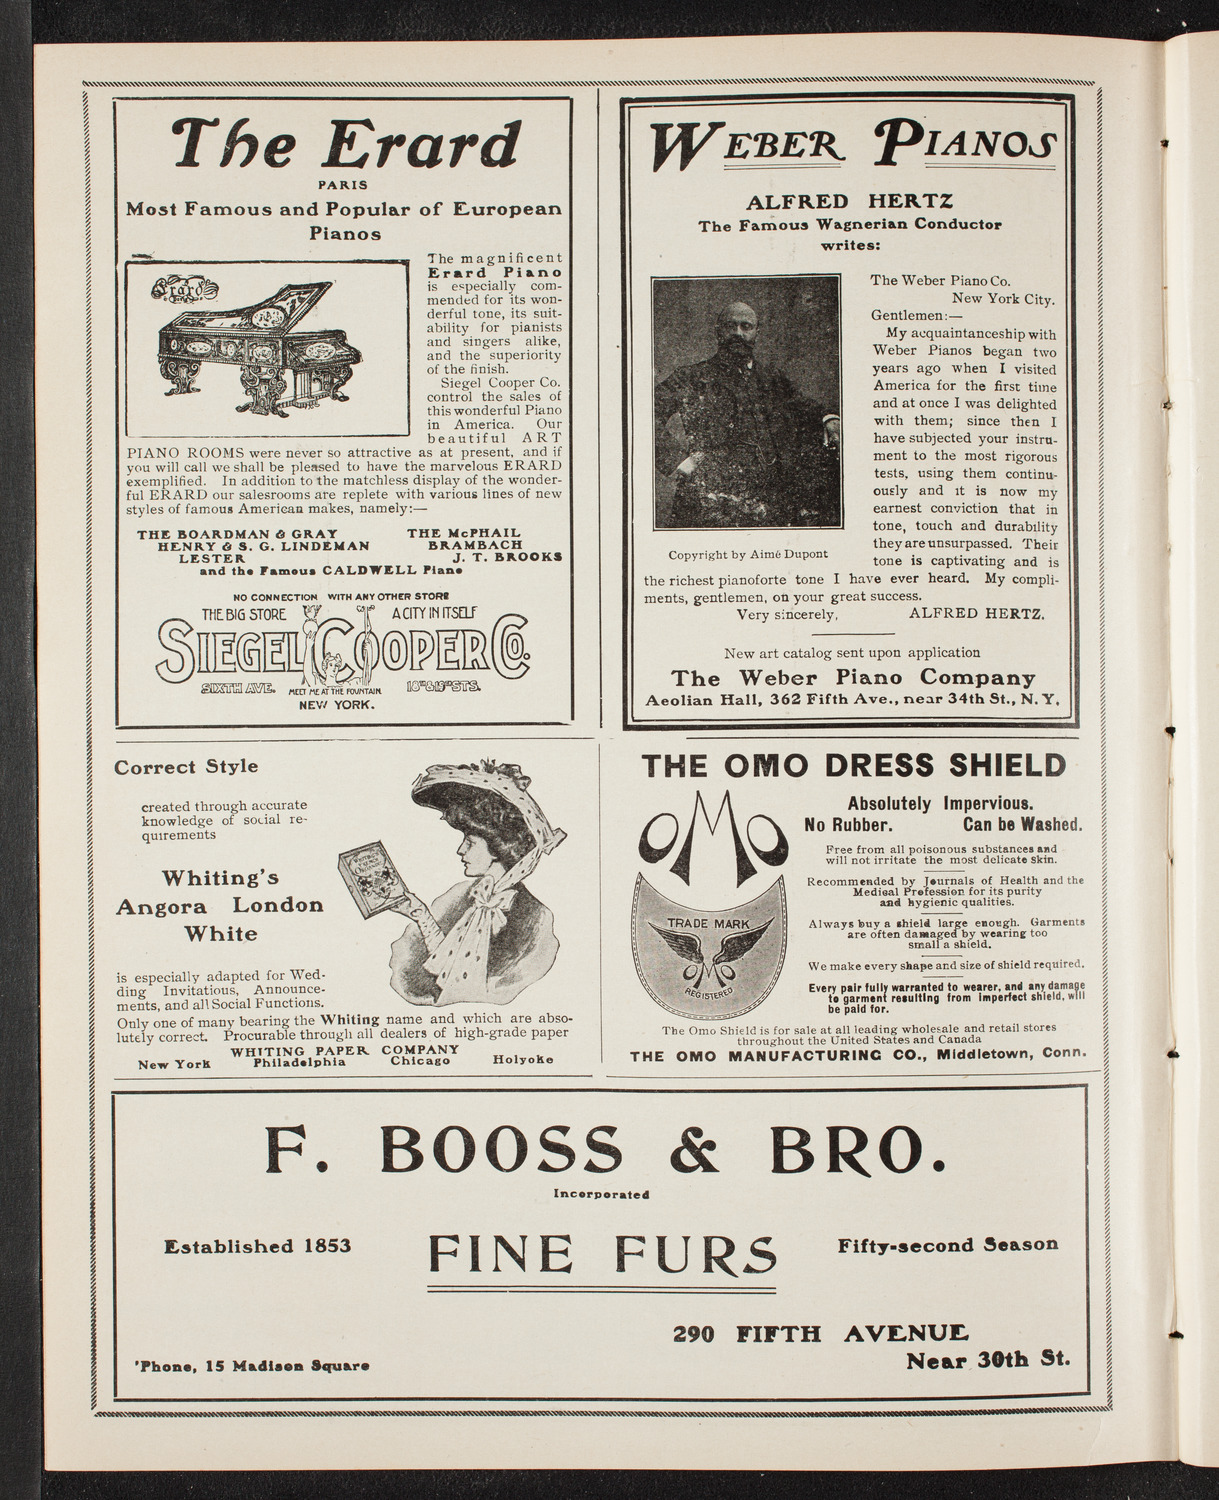 The Erard
PARIS
Most Famous and Popular of European
Pianos
Erard
The magnificent
Erard Piano
is especially com-
mended for its won-
derful tone, its suit-
ability for pianists
and singers alike,
and the superiority
of the finish.
Siegel Cooper Co.
control the sales of
this wonderful Piano
in America. Our
beautiful ART
PIANO ROOMS were never so attractive as at present, and if
you will call we shall be pleased to have the marvelous ERARD
exemplified. In addition to the matchless display of the wonder-
ful ERARD our salesrooms are replete with various lines of new
styles of famous American makes, namely:—
THE BOARDMAN & GRAY THE McPHAIL
HENRY & S. G. LINDEMAN BRAMBACH
LESTER J. T. BROOKS
and the Famous CALDWELL Piano
NO CONNECTION WITH ANY OTHER STORE
THE BIG STORE A CITY IN ITSELF
SIEGEL COOPER CO.
SIXTH AVE. MEET ME AT THE FOUNTAIN 18TH & 19TH STS.
NEW YORK.
WEBER PIANOS
ALFRED HERTZ
The Famous Wagnerian Conductor
writes:
The Weber Piano Co.
New York City.
Gentlemen:—
My acquaintanceship with
Weber Pianos began two
years ago when I visited
America for the first time
and at once I was delighted
with them; since then I
have subjected your instru-
ment to the most rigorous
tests, using them continu-
ously and it is now my
earnest conviction that in
tone, touch and durability
they are unsurpassed. Their
tone is captivating and is
Copyright by Aimé Dupont
the richest pianoforte tone I have ever heard. My compli-
ments, gentlemen, on your great success.
Very sincerely, ALFRED HERTZ.
New art catalog sent upon application
The Weber Piano Company
Aeolian Hall, 362 Fifth Ave., near 34th St., N. Y.
Correct Style
created through accurate
knowledge of social re-
quirements
Whiting's
Angora London
White
is especially adapted for Wed-
ding Invitations, Announce-
ments, and all Social Functions.
Only one of many bearing the Whiting name and which are abso-
lutely correct. Procurable through all dealers of high-grade paper
WHITING PAPER COMPANY
New York Philadelphia Chicago Holyoke
THE OMO DRESS SHIELD
OMO
TRADE MARK
OMO
REGISTERED
Absolutely Impervious.
No Rubber. Can be Washed.
Free from all poisonous substances and
will not irritate the most delicate skin.
Recommended by Journals of Health and the
Medical Profession for its purity
and hygienic qualities.
Always buy a shield large enough. Garments
are often damaged by wearing too
small a shield.
We make every shape and size of shield required.
Every pair fully warranted to wearer, and any damage
to garment resulting from imperfect shield, will
be paid for.
The Omo Shield is for sale at all leading wholesale and retail stores
throughout the United States and Canada
THE OMO MANUFACTURING CO., Middletown, Conn.
F. BOOSS & BRO.
Incorporated
Established 1853 FINE FURS Fifty-second Season
290 FIFTH AVENUE
'Phone, 15 Madison Square Near 30th St.